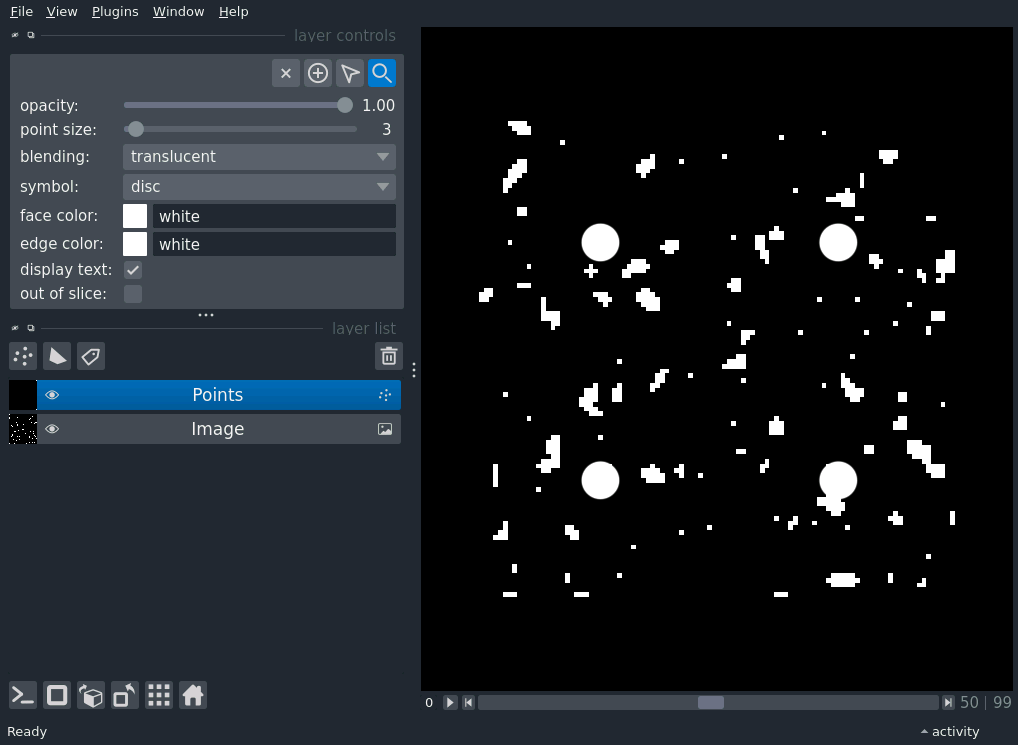 File View Plugins Window Help
layer controls
opacity: 1.00
point size: 3
blending: translucent
symbol: disc
face color: white
edge color: white
display text:
out of slice:
layer list
Points
Image
0 50 | 99
Ready activity